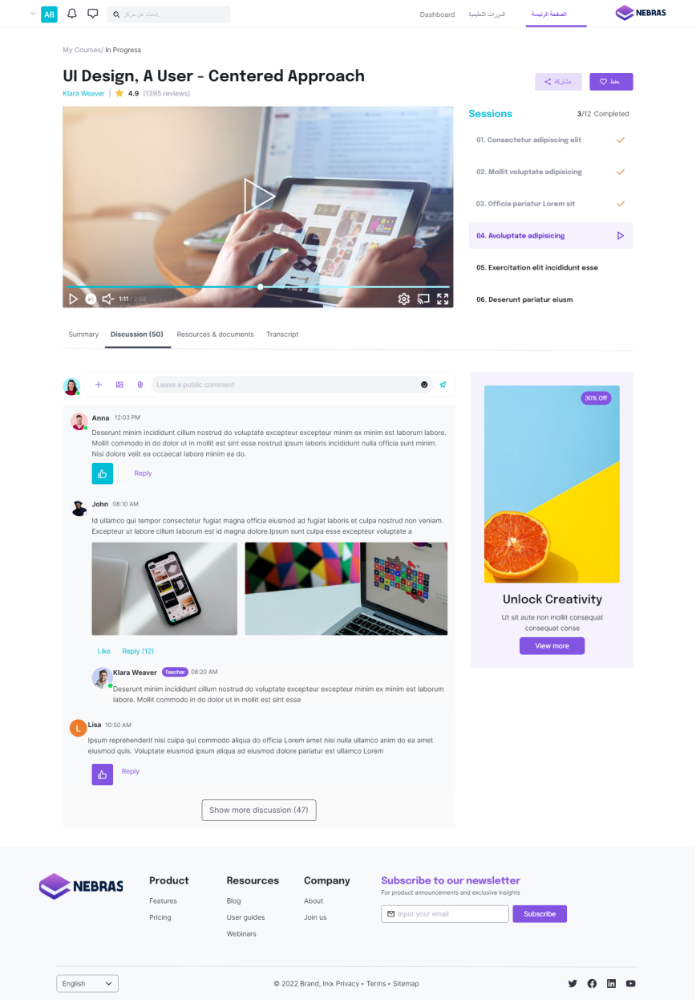 AB
ابحث عن مركز
Dashboard
الدورات التعليمية
الصفحة الرئيسة
NEBRAS
My Courses/ In Progress
UI Design, A User - Centered Approach
Klara Weaver | 4.9 (1395 reviews)
مشاركة
حفظ
Sessions
3/12 Completed
01. Consectetur adipiscing elit
02. Mollit voluptate adipisicing
03. Officia pariatur Lorem sit
04. Avoluptate adipisicing
05. Exercitation elit incididunt esse
06. Deserunt pariatur eiusm
1:11 / 2:58
Summary
Discussion (50)
Resources & documents
Transcript
Leave a public comment
Anna 12:03 PM
Deserunt minim incididunt cillum nostrud do voluptate excepteur excepteur minim ex minim est laborum labore.
Mollit commodo in do dolor ut in mollit est sint esse nostrud ipsum laboris incididunt nulla officia sunt minim.
Nisi dolore velit ea occaecat labore minim ea do.
Reply
John 08:10 AM
Id ullamco qui tempor consectetur fugiat magna officia eiusmod ad fugiat laboris et culpa nostrud non veniam.
Excepteur ut labore cillum laborum est id magna dolore.Ipsum sunt culpa esse excepteur voluptate a
Like
Reply (12)
Klara Weaver Teacher 08:20 AM
Deserunt minim incididunt cillum nostrud do voluptate excepteur excepteur minim ex minim est laborum
labore. Mollit commodo in do dolor ut in mollit est sint esse
L
Lisa 10:50 AM
Ipsum reprehenderit nisi culpa qui commodo aliqua do officia Lorem amet nisi nulla ullamco anim do ea amet
eiusmod quis. Voluptate eiusmod ipsum aliqua ad eiusmod dolore pariatur est ullamco Lorem
Reply
Show more discussion (47)
30% Off
Unlock Creativity
Ut sit aute non mollit consequat
consequat conse
View more
NEBRAS
Product
Features
Pricing
Resources
Blog
User guides
Webinars
Company
About
Join us
Subscribe to our newsletter
For product announcements and exclusive insights
Input your email
Subscribe
English
© 2022 Brand, Inc. Privacy • Terms • Sitemap